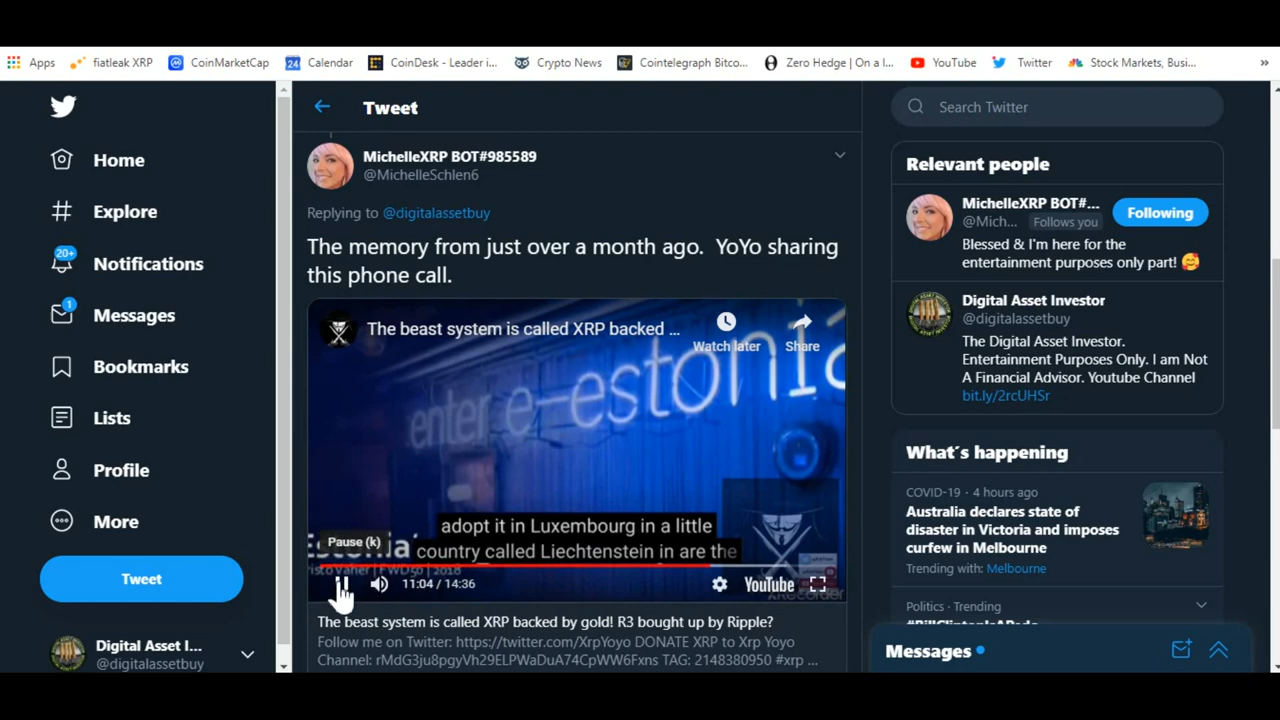 Apps
fiatleak XRP
CoinMarketCap
24
Calendar
CoinDesk - Leader i...
Crypto News
Cointelegraph Bitco...
Zero Hedge | On a l...
YouTube
Twitter
Stock Markets, Busi...
»
Home
Explore
20+
Notifications
1
Messages
Bookmarks
Lists
Profile
More
Tweet
Digital Asset I...
@digitalassetbuy
Tweet
MichelleXRP BOT#985589
@MichelleSchlen6
Replying to @digitalassetbuy
The memory from just over a month ago. YoYo sharing
this phone call.
The beast system is called XRP backed ...
Watch later
Share
enter e-estonia
adopt it in Luxembourg in a little
country called Liechtenstein in are the
Pause (k)
FWD50 | 2018
XRecorder
11:04 / 14:36
YouTube
The beast system is called XRP backed by gold! R3 bought up by Ripple?
Follow me on Twitter: https://twitter.com/XrpYoyo DONATE XRP to Xrp Yoyo
Channel: rMdG3ju8pgyVh29ELPWaDuA74CpWW6Fxns TAG: 2148380950 #xrp ...
Search Twitter
Relevant people
MichelleXRP BOT#...
@Mich... Follows you
Following
Blessed & I'm here for the
entertainment purposes only part! 🥰
Digital Asset Investor
@digitalassetbuy
The Digital Asset Investor.
Entertainment Purposes Only. I am Not
A Financial Advisor. Youtube Channel
bit.ly/2rcUHSr
What's happening
COVID-19 · 4 hours ago
Australia declares state of
disaster in Victoria and imposes
curfew in Melbourne
Trending with: Melbourne
Politics · Trending
Messages